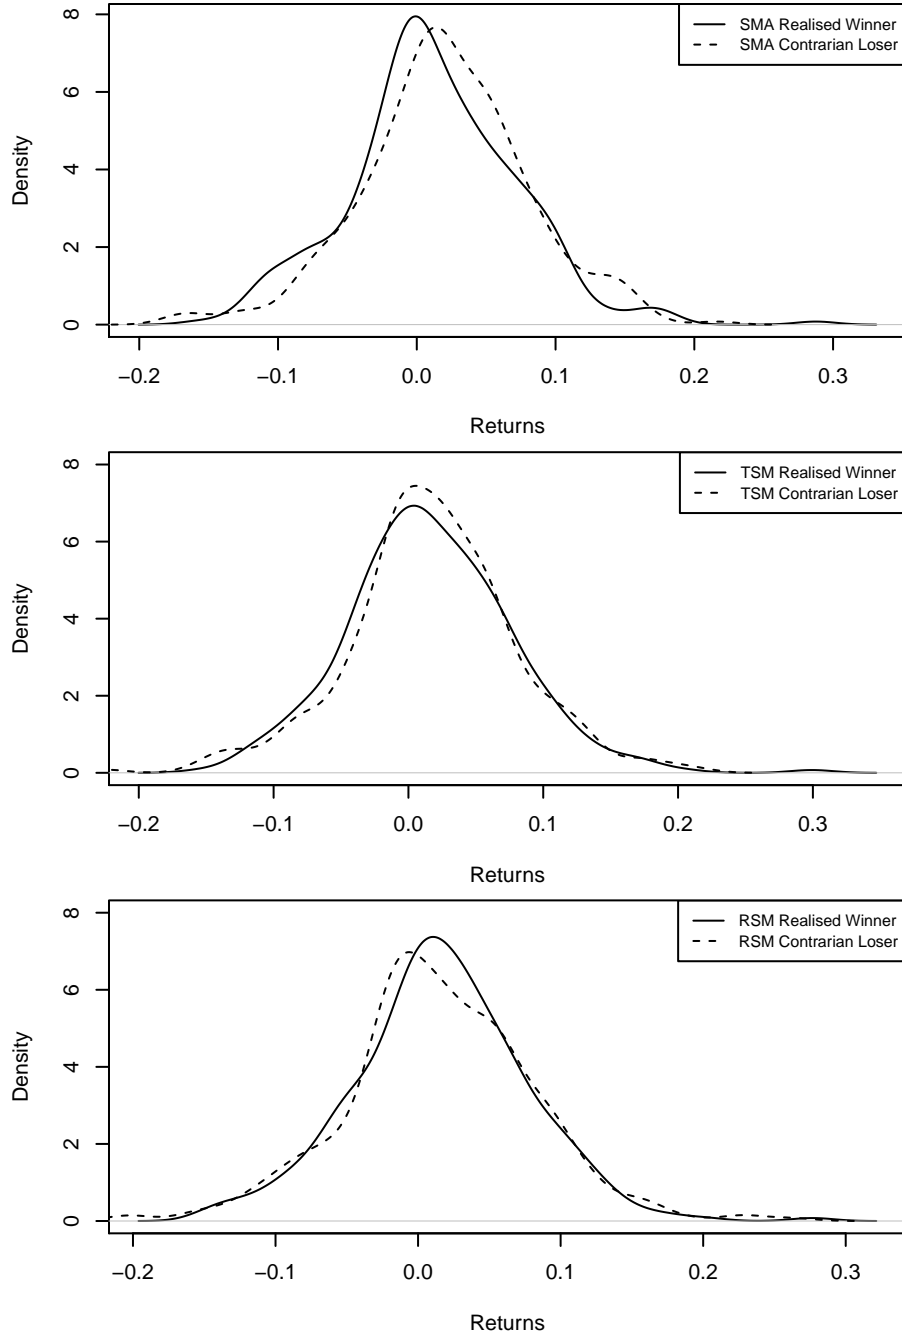 SMA Realised Winner
SMA Contrarian Loser
8
6
4
2
0
Density
−0.2 −0.1 0.0 0.1 0.2 0.3
Returns
TSM Realised Winner
TSM Contrarian Loser
8
6
4
2
0
Density
−0.2 −0.1 0.0 0.1 0.2 0.3
Returns
RSM Realised Winner
RSM Contrarian Loser
8
6
4
2
0
Density
−0.2 −0.1 0.0 0.1 0.2 0.3
Returns